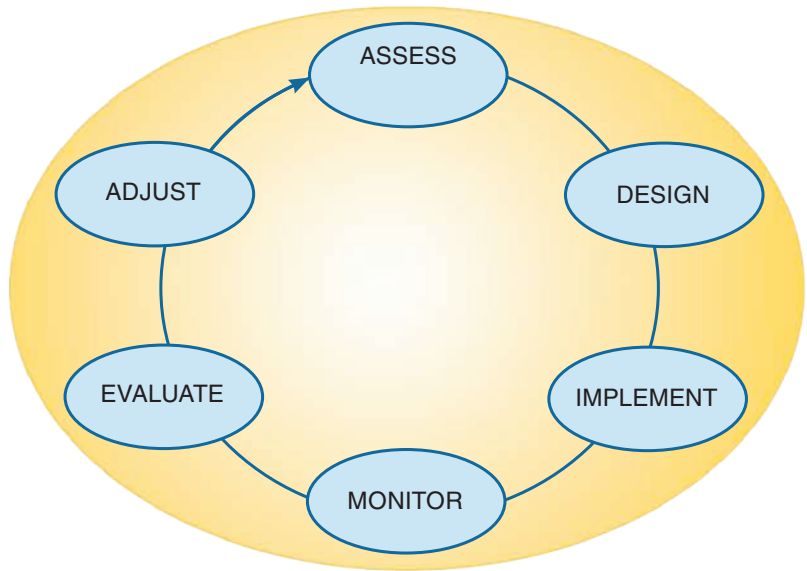 ASSESS
DESIGN
IMPLEMENT
MONITOR
EVALUATE
ADJUST